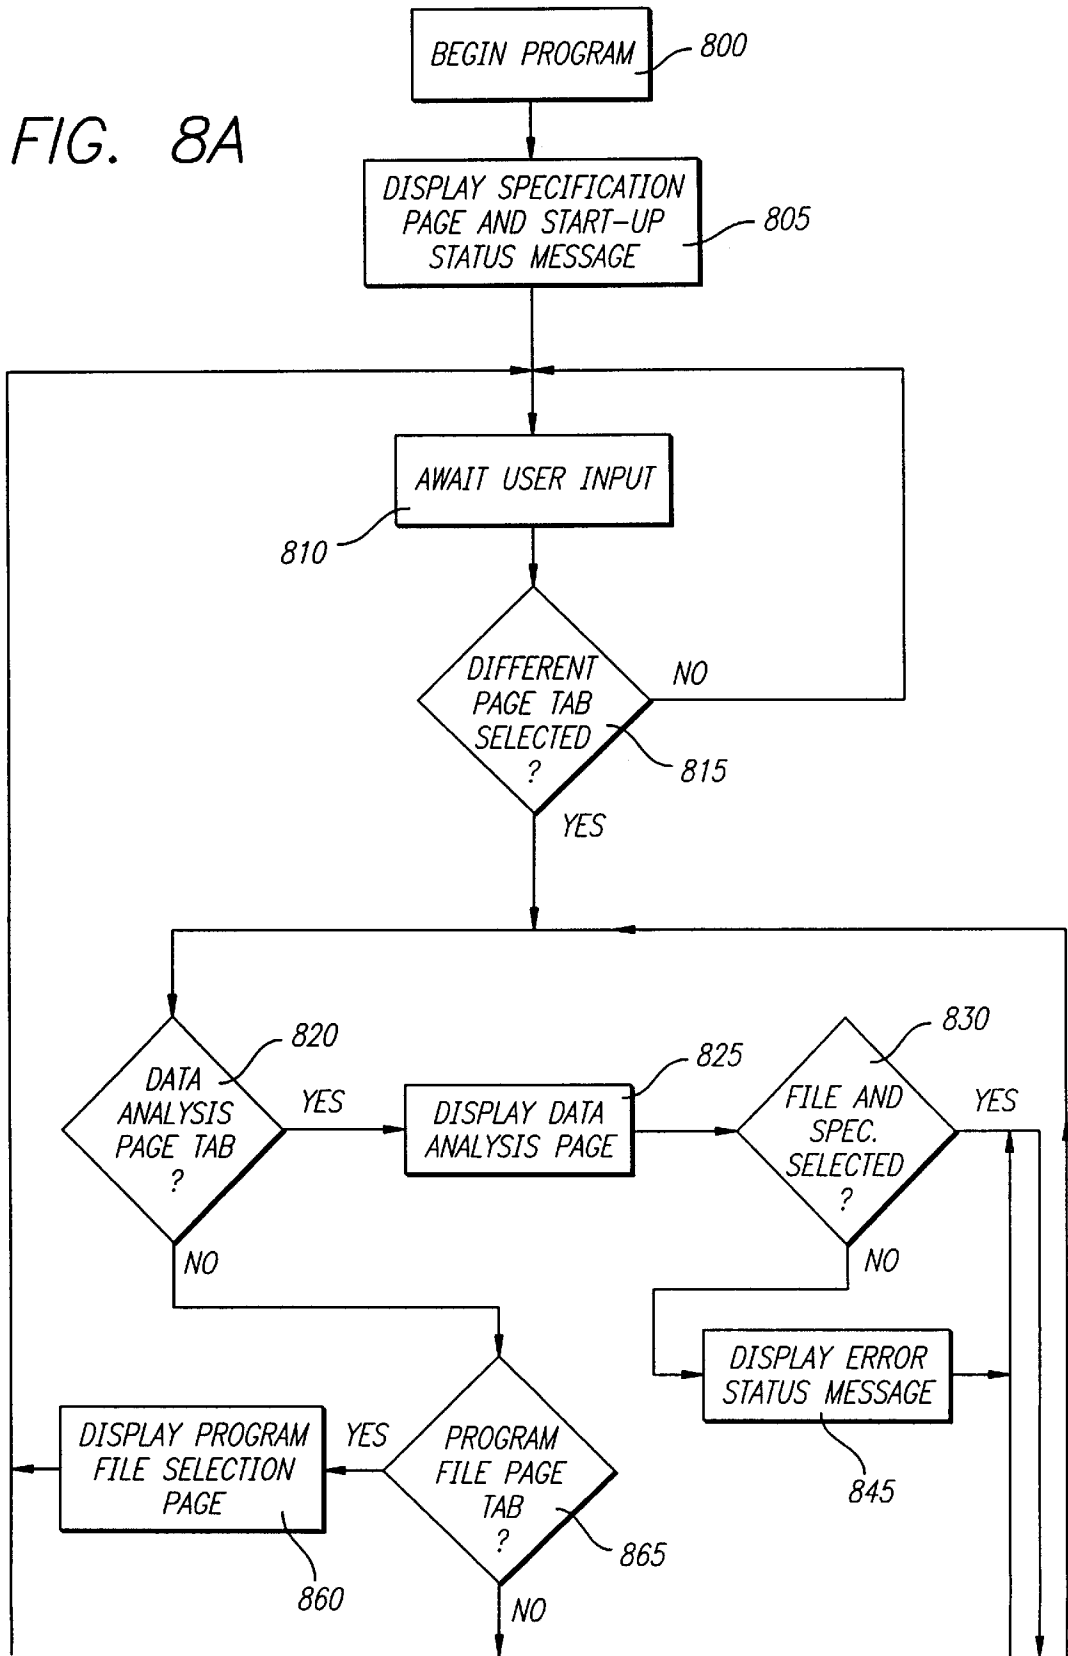 BEGIN PROGRAM
800
FIG. 8A
DISPLAY SPECIFICATION
PAGE AND START-UP
STATUS MESSAGE
805
AWAIT USER INPUT
810
DIFFERENT
PAGE TAB
SELECTED
?
NO
815
YES
820
DATA
ANALYSIS
PAGE TAB
?
YES
825
DISPLAY DATA
ANALYSIS PAGE
830
FILE AND
SPEC.
SELECTED
?
YES
NO
NO
DISPLAY ERROR
STATUS MESSAGE
845
DISPLAY PROGRAM
FILE SELECTION
PAGE
860
YES
PROGRAM
FILE PAGE
TAB
?
865
NO